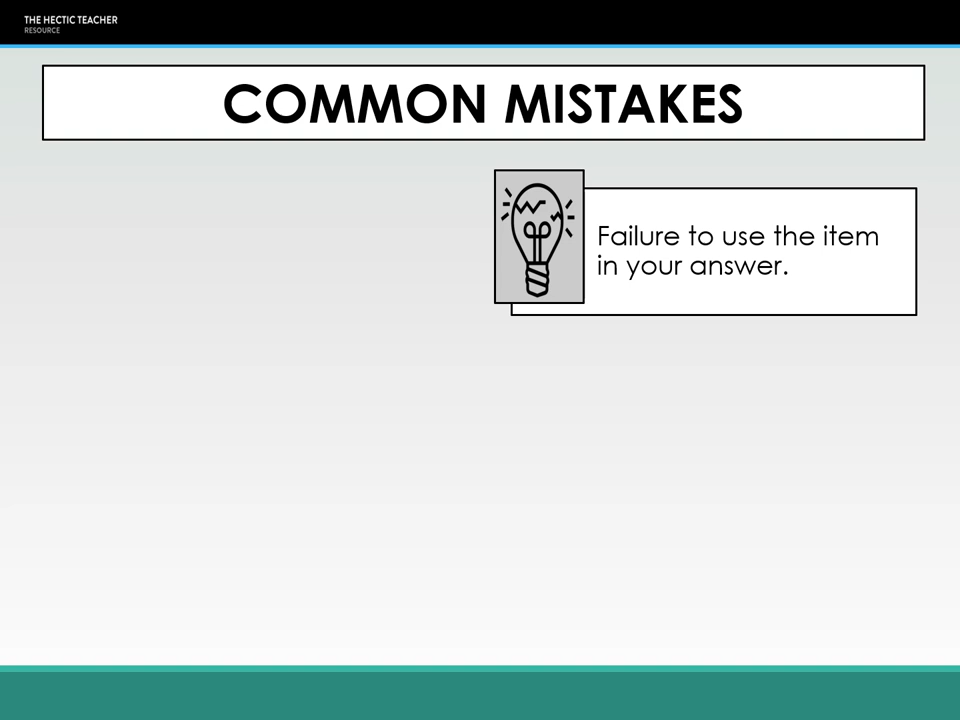 THE HECTIC TEACHER
RESOURCE
COMMON MISTAKES
Failure to use the item
in your answer.